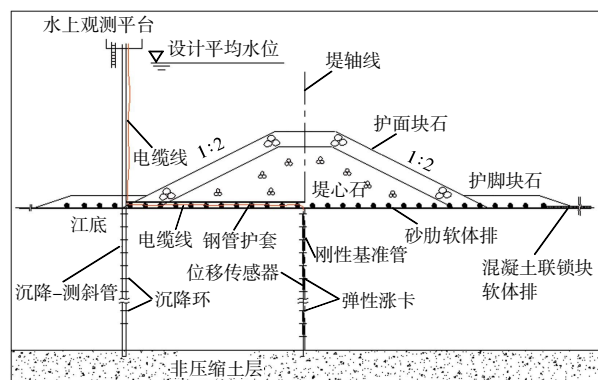 水上观测平台
设计平均水位
堤轴线
电缆线
1:2
护面块石
1:2
护脚块石
堤心石
江底
电缆线
钢管护套
砂肋软体排
刚性基准管
混凝土联锁块
软体排
位移传感器
沉降-测斜管
沉降环
弹性涨卡
非压缩土层